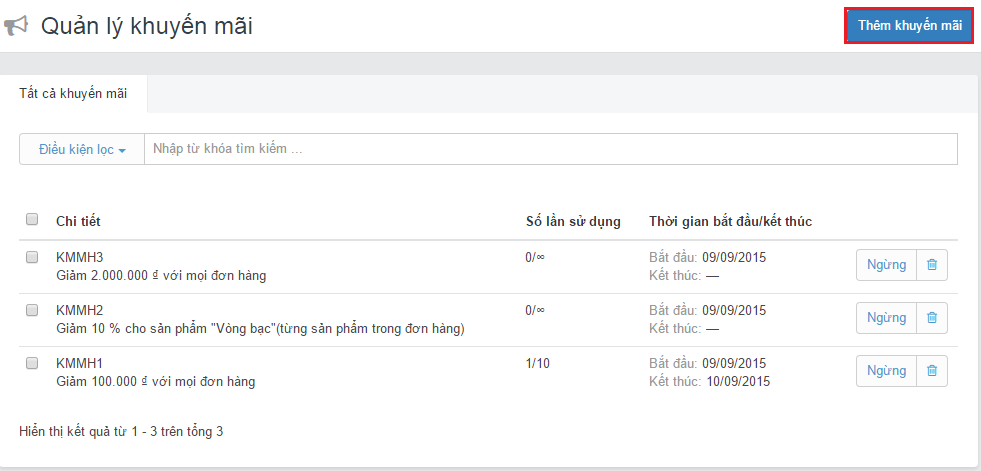 Quản lý khuyến mãi
Thêm khuyến mãi
Tất cả khuyến mãi
Điều kiện lọc
Nhập từ khóa tìm kiếm ...
Chi tiết Số lần sử dụng Thời gian bắt đầu/kết thúc
KMMH3 0/∞ Bắt đầu: 09/09/2015
Giảm 2.000.000 ₫ với mọi đơn hàng Kết thúc: — Ngừng
KMMH2 0/∞ Bắt đầu: 09/09/2015
Giảm 10 % cho sản phẩm "Vòng bạc"(từng sản phẩm trong đơn hàng) Kết thúc: — Ngừng
KMMH1 1/10 Bắt đầu: 09/09/2015
Giảm 100.000 ₫ với mọi đơn hàng Kết thúc: 10/09/2015 Ngừng
Hiển thị kết quả từ 1 - 3 trên tổng 3